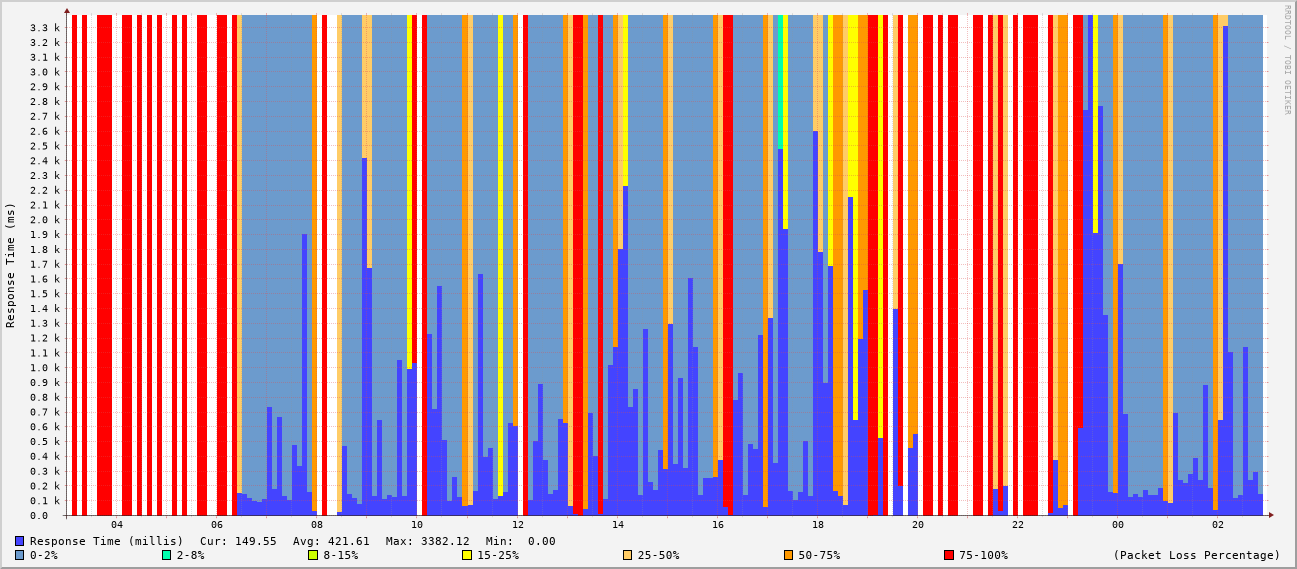 RRDTOOL / TOBI OETIKER
Response Time (ms)
3.3 k
3.2 k
3.1 k
3.0 k
2.9 k
2.8 k
2.7 k
2.6 k
2.5 k
2.4 k
2.3 k
2.2 k
2.1 k
2.0 k
1.9 k
1.8 k
1.7 k
1.6 k
1.5 k
1.4 k
1.3 k
1.2 k
1.1 k
1.0 k
0.9 k
0.8 k
0.7 k
0.6 k
0.5 k
0.4 k
0.3 k
0.2 k
0.1 k
0.0
04 06 08 10 12 14 16 18 20 22 00 02
Response Time (millis) Cur: 149.55 Avg: 421.61 Max: 3382.12 Min: 0.00
0-2% 2-8% 8-15% 15-25% 25-50% 50-75% 75-100% (Packet Loss Percentage)